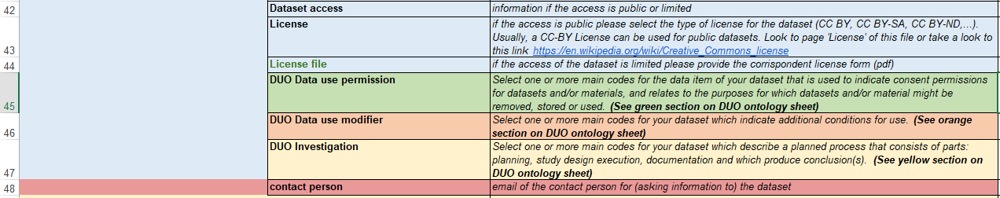 42 Dataset access information if the access is public or limited
License if the access is public please select the type of license for the dataset (CC BY, CC BY-SA, CC BY-ND,...).
Usually, a CC-BY License can be used for public datasets. Look to page 'License' of this file or take a look to
43 this link https://en.wikipedia.org/wiki/Creative_Commons_license
44 License file if the access of the dataset is limited please provide the corrispondent license form (pdf)
DUO Data use permission Select one or more main codes for the data item of your dataset that is used to indicate consent permissions
for datasets and/or materials, and relates to the purposes for which datasets and/or material might be
45 removed, stored or used. (See green section on DUO ontology sheet)
DUO Data use modifier Select one or more main codes for your dataset which indicate additional conditions for use. (See orange
46 section on DUO ontology sheet)
DUO Investigation Select one or more main codes for your dataset which describe a planned process that consists of parts:
planning, study design execution, documentation and which produce conclusion(s). (See yellow section on
47 DUO ontology sheet)
48 contact person email of the contact person for (asking information to) the dataset